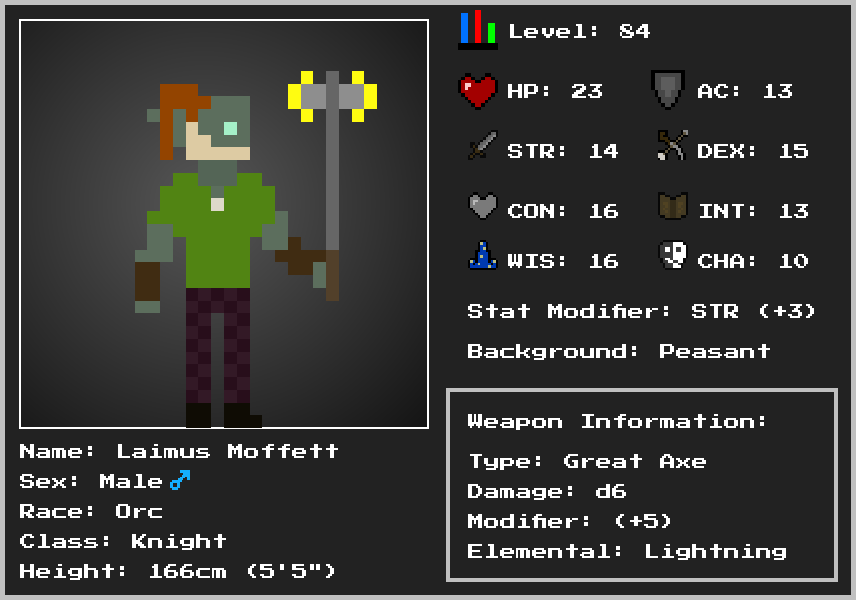 Level: 84
HP: 23
AC: 13
STR: 14
DEX: 15
CON: 16
INT: 13
WIS: 16
CHA: 10
Stat Modifier: STR (+3)
Background: Peasant
Weapon Information:
Type: Great Axe
Damage: d6
Modifier: (+5)
Elemental: Lightning
Name: Laimus Moffett
Sex: Male♂
Race: Orc
Class: Knight
Height: 166cm (5'5")